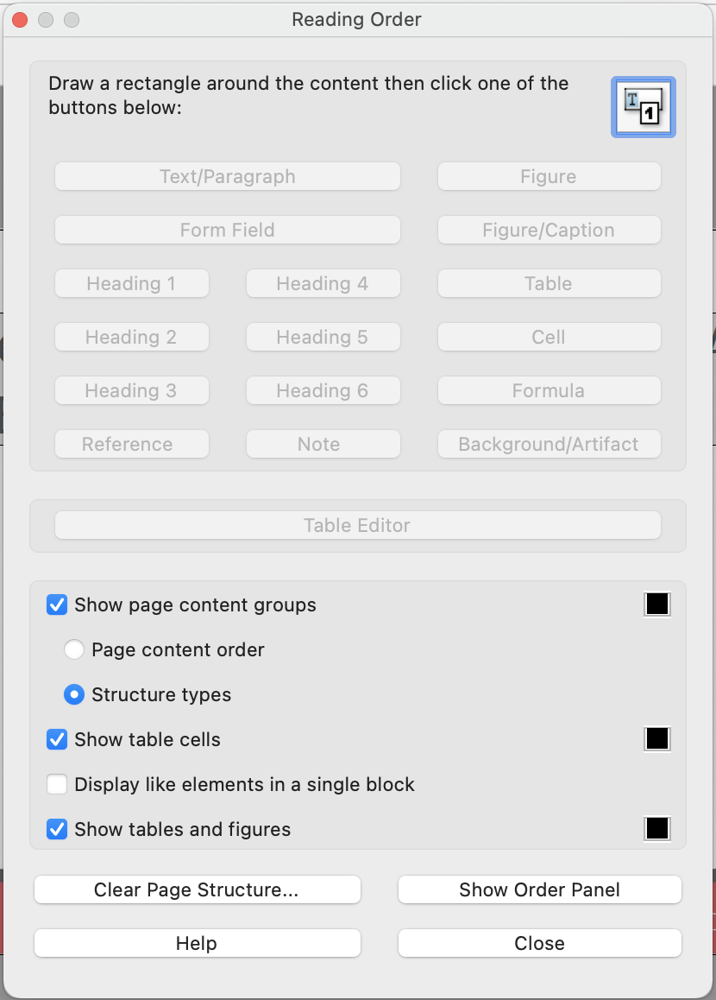 Reading Order
Draw a rectangle around the content then click one of the
buttons below:
T
1
Text/Paragraph
Figure
Form Field
Figure/Caption
Heading 1
Heading 4
Table
Heading 2
Heading 5
Cell
Heading 3
Heading 6
Formula
Reference
Note
Background/Artifact
Table Editor
Show page content groups
Page content order
Structure types
Show table cells
Display like elements in a single block
Show tables and figures
Clear Page Structure...
Show Order Panel
Help
Close